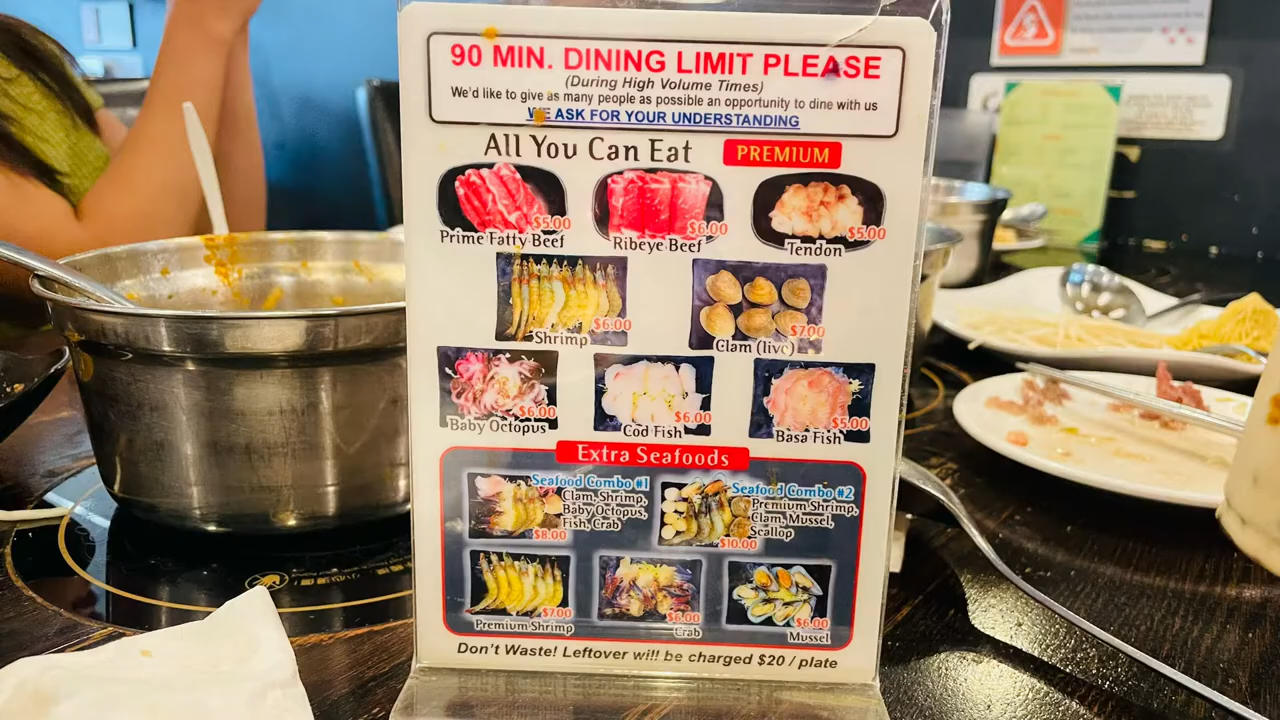 90 MIN. DINING LIMIT PLEASE
(During High Volume Times)
We'd like to give as many people as possible an opportunity to dine with us
WE ASK FOR YOUR UNDERSTANDING
All You Can Eat PREMIUM
$5.00 $6.00 $5.00
Prime Fatty Beef Ribeye Beef Tendon
$6.00 $7.00
Shrimp Clam (live)
$6.00 $6.00 $5.00
Baby Octopus Cod Fish Basa Fish
Extra Seafoods
Seafood Combo #1
Clam, Shrimp,
Baby Octopus,
Fish, Crab
$8.00
Seafood Combo #2
Premium Shrimp,
Clam, Mussel,
Scallop
$10.00
$7.00 $6.00 $6.00
Premium Shrimp Crab Mussel
Don't Waste! Leftover will be charged $20 / plate